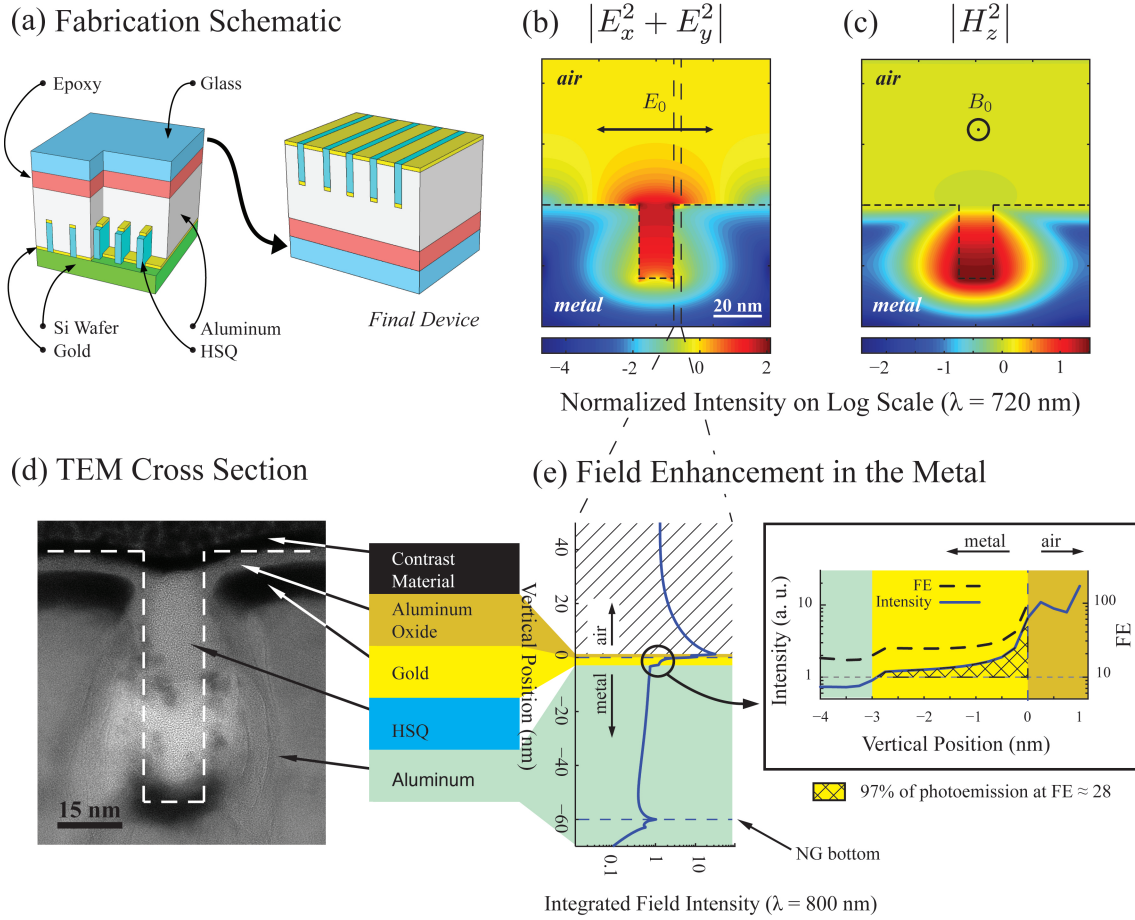 (a) Fabrication Schematic
Epoxy
Glass
Si Wafer
Gold
Aluminum
HSQ
Final Device
(b) |E_x^2 + E_y^2|
air
E_0
metal
20 nm
−4 -2 0 2
(c) |H_z^2|
air
B_0
metal
−2 -1 0 1
Normalized Intensity on Log Scale (λ = 720 nm)
(d) TEM Cross Section
15 nm
Contrast
Material
Aluminum
Oxide
Gold
HSQ
Aluminum
(e) Field Enhancement in the Metal
Vertical Position (nm)
40
20
0
−20
−40
−60
air
metal
0.1 1 10
Integrated Field Intensity (λ = 800 nm)
NG bottom
metal air
FE
Intensity
Intensity (a. u.)
10
1
FE
100
10
−4 −3 −2 −1 0 1
Vertical Position (nm)
97% of photoemission at FE ≈ 28